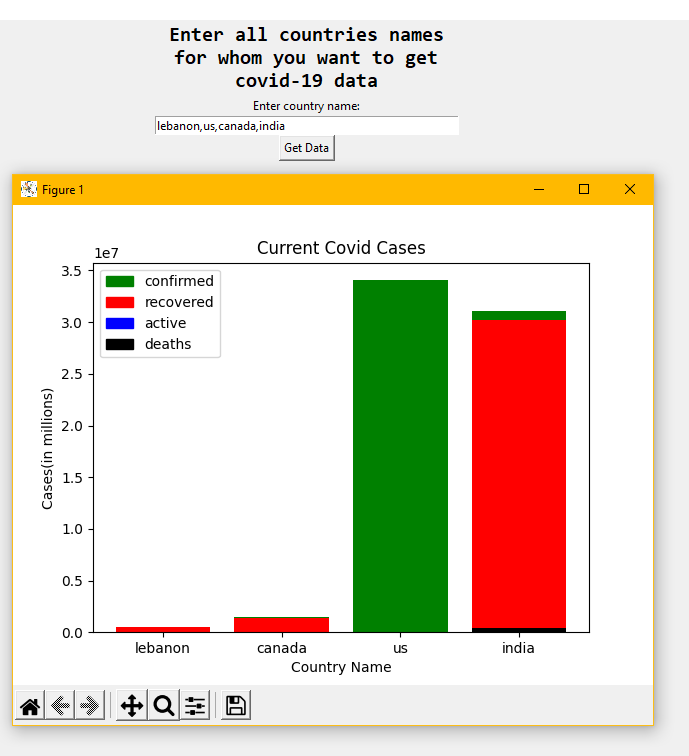 Enter all countries names
for whom you want to get
covid-19 data
Enter country name:
lebanon,us,canada,india
Get Data
Figure 1
Current Covid Cases
1e7
3.5
3.0
2.5
2.0
1.5
1.0
0.5
0.0
confirmed
recovered
active
deaths
Cases(in millions)
lebanon canada us india
Country Name